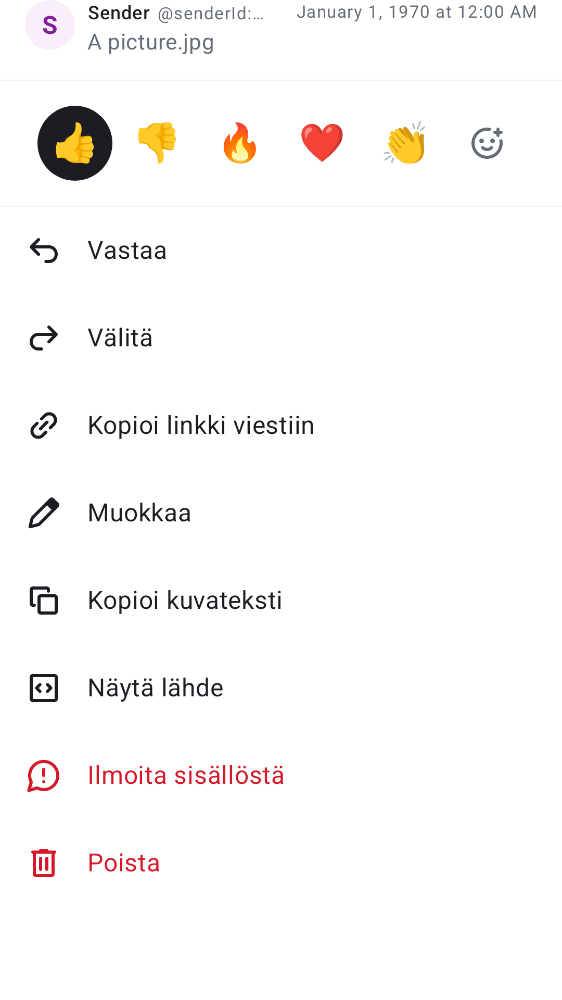 S
Sender @senderId:… January 1, 1970 at 12:00 AM
A picture.jpg
Vastaa
Välitä
Kopioi linkki viestiin
Muokkaa
Kopioi kuvateksti
Näytä lähde
Ilmoita sisällöstä
Poista